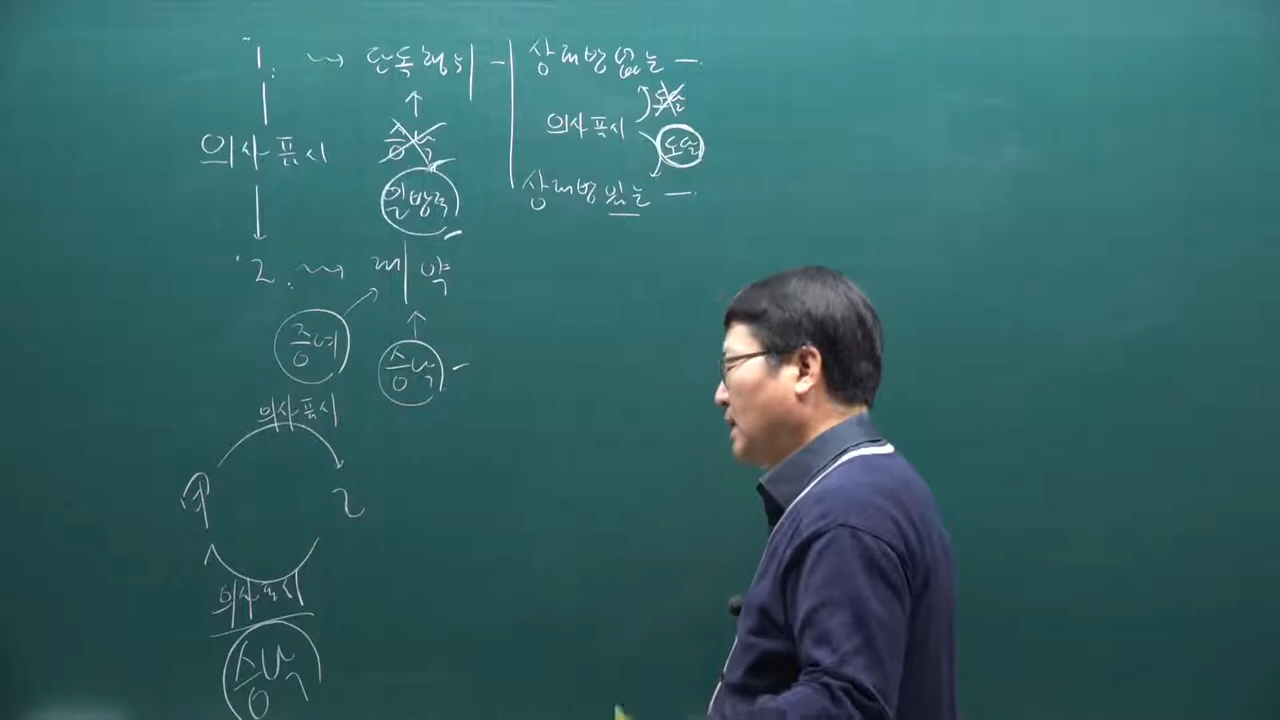 1. 단독행위 상대방 없는 ㅡ.
의사표시 승낙 의사표시 도달
일방적 상대방 있는 ㅡ.
2. 계약
증여 승낙
의사표시
甲 乙
의사표시
승낙